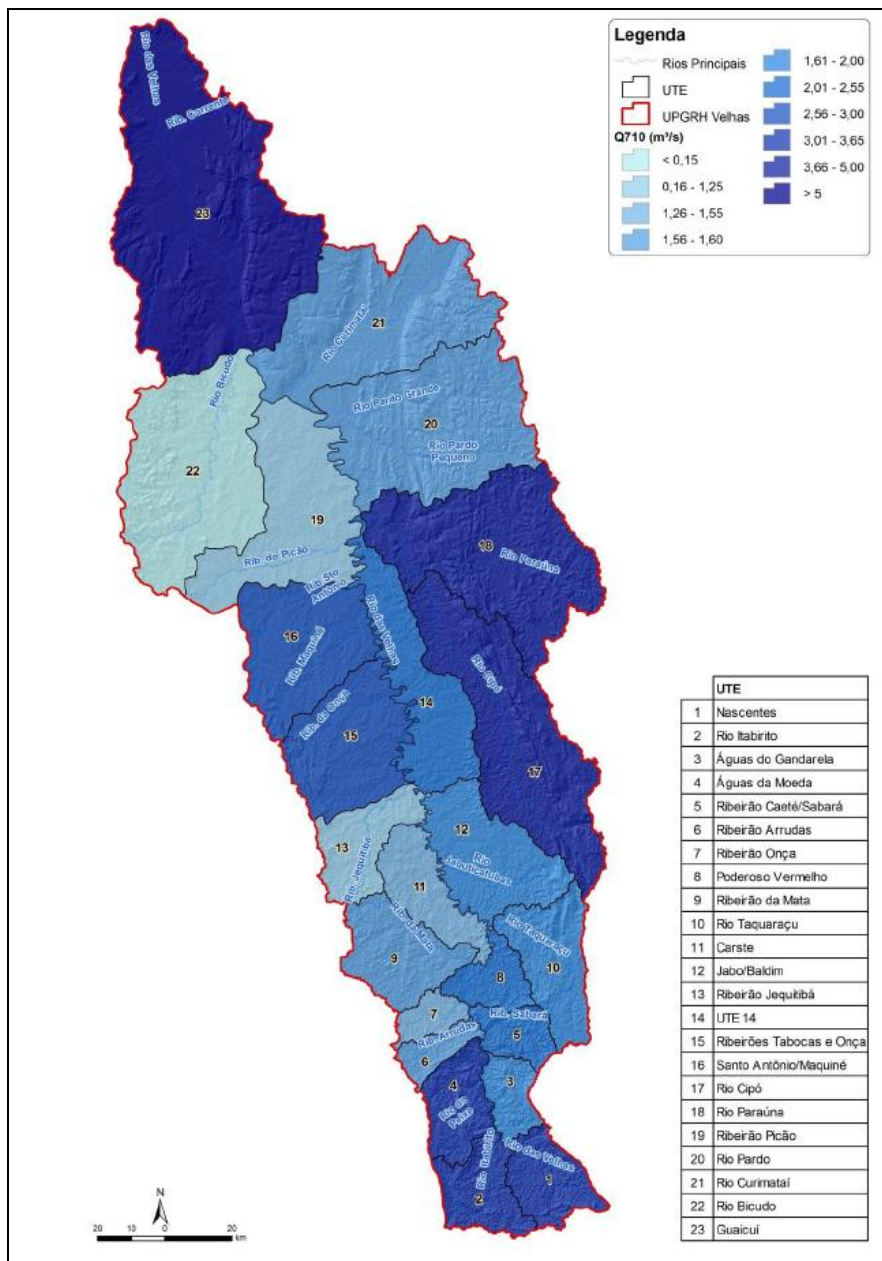 Legenda
Rios Principais
UTE
UPGRH Velhas
Q710 (m³/s)
< 0,15
0,16 - 1,25
1,26 - 1,55
1,56 - 1,60
1,61 - 2,00
2,01 - 2,55
2,56 - 3,00
3,01 - 3,65
3,66 - 5,00
> 5
Rio das Velhas
Rib. Corrente
23
21
Rio Curimataí
Rio Bicudo
Rio Pardo Grande
20
Rio Pardo
Pequeno
22
19
Rib. do Picão
Rib. Sto
Antônio
18
Rio Paraúna
16
Rib. Maquiné
Rio das Velhas
Rio Cipó
Rib. da Onça
14
15
17
13
Rib. Jequitibá
12
Rio
Jabuticatubas
11
Rib. da Mata
Rio Taquaraçu
9
8
10
7
Rib. Sabará
Rib. Arrudas
5
6
4
3
Rio do
Peixe
Rio Itabirito
Rio das Velhas
1
2
N
20 10 0 20
km
UTE
1 Nascentes
2 Rio Itabirito
3 Águas do Gandarela
4 Águas da Moeda
5 Ribeirão Caeté/Sabará
6 Ribeirão Arrudas
7 Ribeirão Onça
8 Poderoso Vermelho
9 Ribeirão da Mata
10 Rio Taquaraçu
11 Carste
12 Jabo/Baldim
13 Ribeirão Jequitibá
14 UTE 14
15 Ribeirões Tabocas e Onça
16 Santo Antônio/Maquiné
17 Rio Cipó
18 Rio Paraúna
19 Ribeirão Picão
20 Rio Pardo
21 Rio Curimataí
22 Rio Bicudo
23 Guaicuí